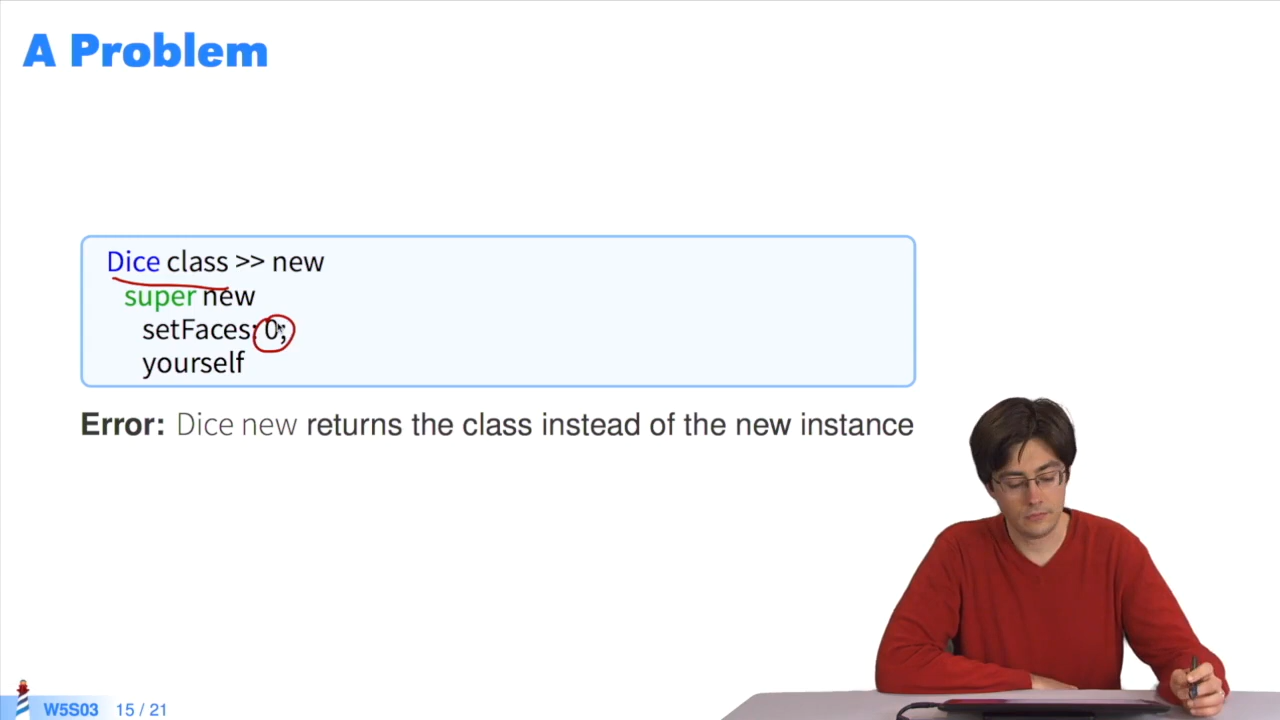 A Problem
Dice class >> new
super new
setFaces: 0;
yourself
Error: Dice new returns the class instead of the new instance
W5S03 15 / 21